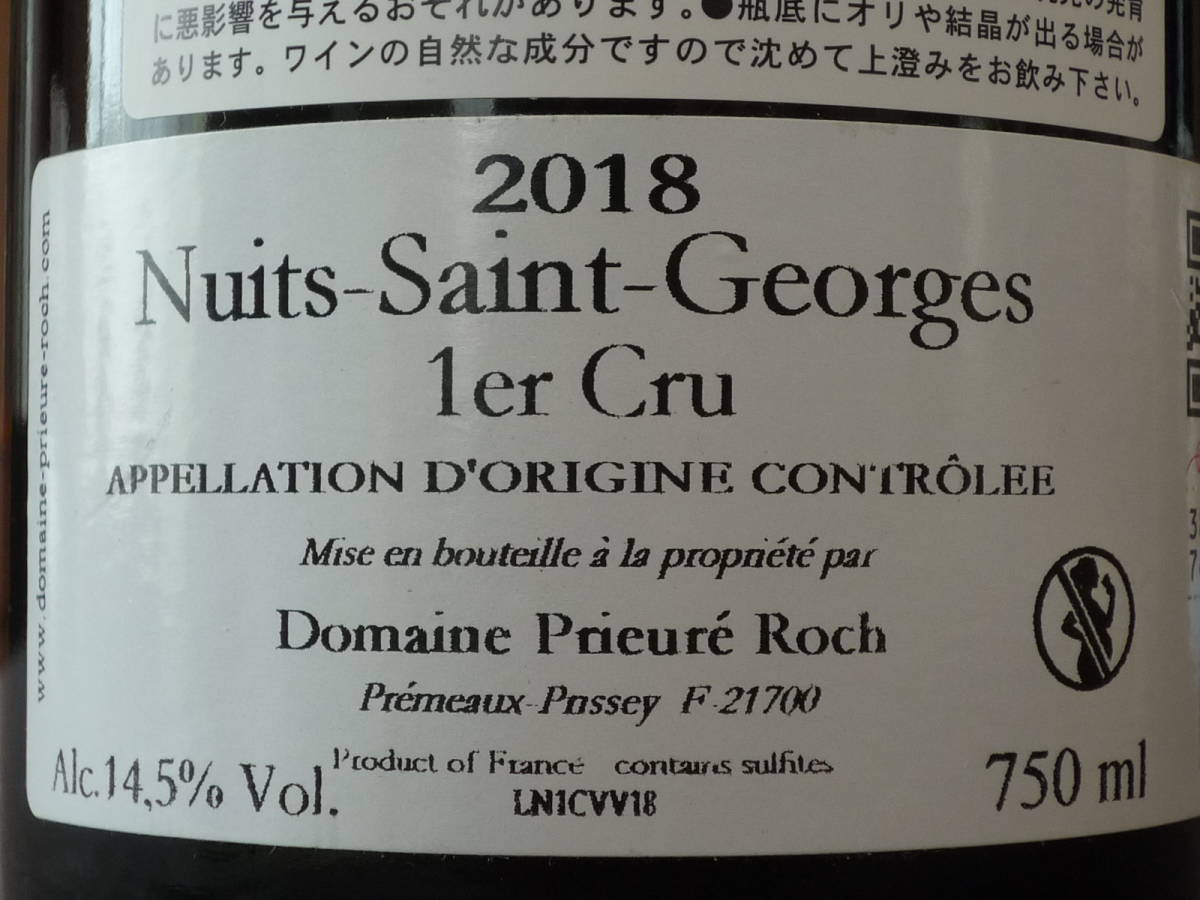 に悪影響を与えるおそれがあります。●瓶底にオリや結晶が出る場合が
あります。ワインの自然な成分ですので沈めて上澄みをお飲み下さい。
2018
Nuits-Saint-Georges
1er Cru
APPELLATION D'ORIGINE CONTRÔLEE
Mise en bouteille à la propriété par
Domaine Prieuré Roch
Prémeaux-Prissey F-21700
Product of France contains sulfites
Alc.14,5% Vol.
LN1CVV18
750 ml
www.domaine-prieure-roch.com